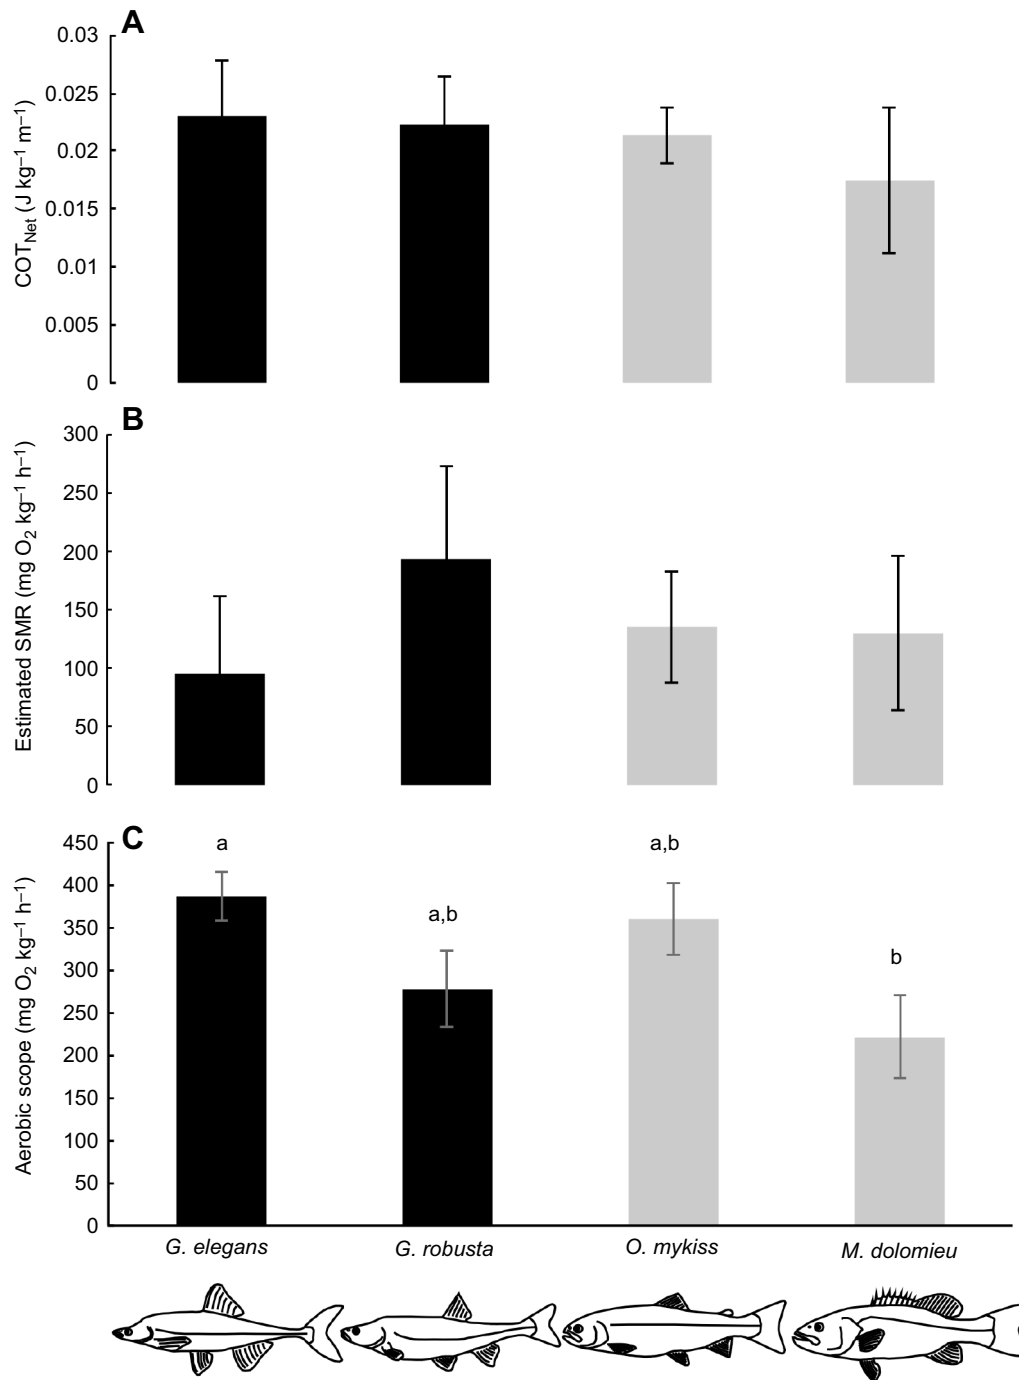 A
0.03
0.025
0.02
0.015
0.01
0.005
0
COT_Net (J kg⁻¹ m⁻¹)
B
300
250
200
150
100
50
0
Estimated SMR (mg O₂ kg⁻¹ h⁻¹)
C
450
400
350
300
250
200
150
100
50
0
Aerobic scope (mg O₂ kg⁻¹ h⁻¹)
a
a,b
a,b
b
G. elegans G. robusta O. mykiss M. dolomieu